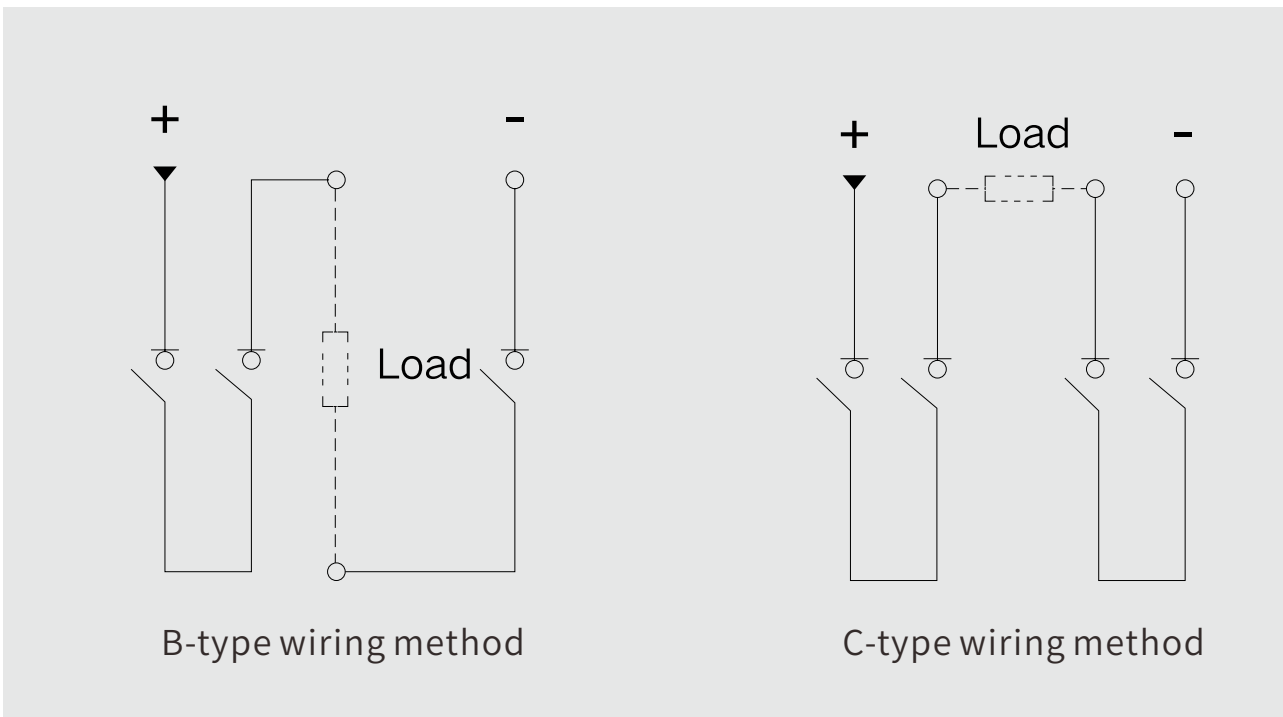 + -
Load
B-type wiring method
+ Load -
C-type wiring method